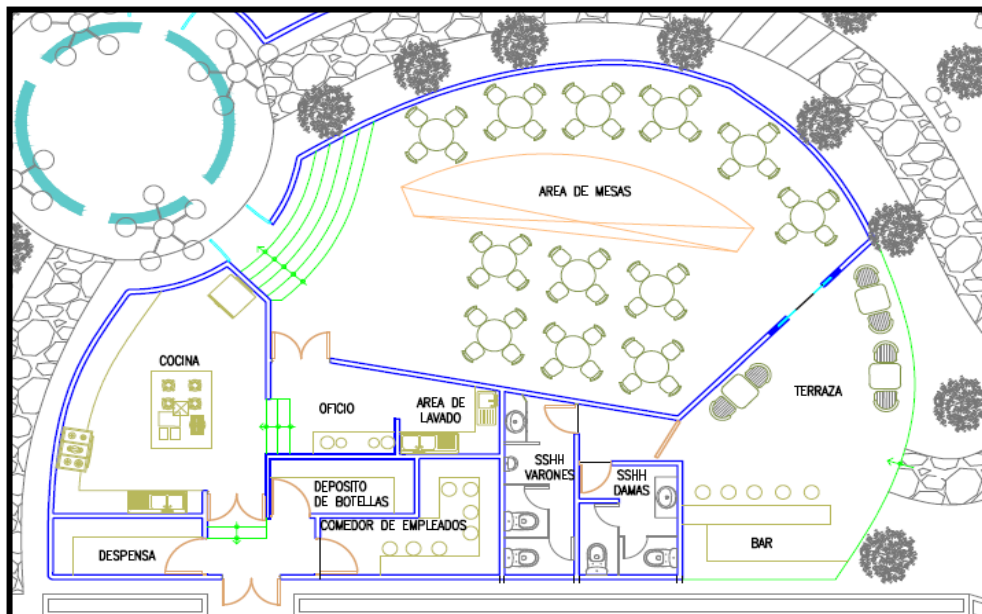 AREA DE MESAS
COCINA
OFICIO
AREA DE
LAVADO
TERRAZA
SSHH
VARONES
SSHH
DAMAS
DEPOSITO
DE BOTELLAS
COMEDOR DE EMPLEADOS
DESPENSA
BAR